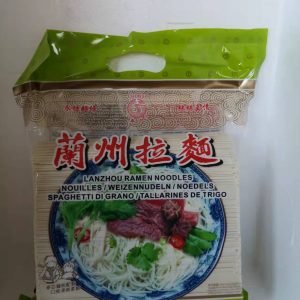 蘭州拉麵
LANZHOU RAMEN NOODLES
NOUILLES / WEIZENNUDELN / NOEDELS
SPAGHETTI DI GRANO / TALLARINES DE TRIGO